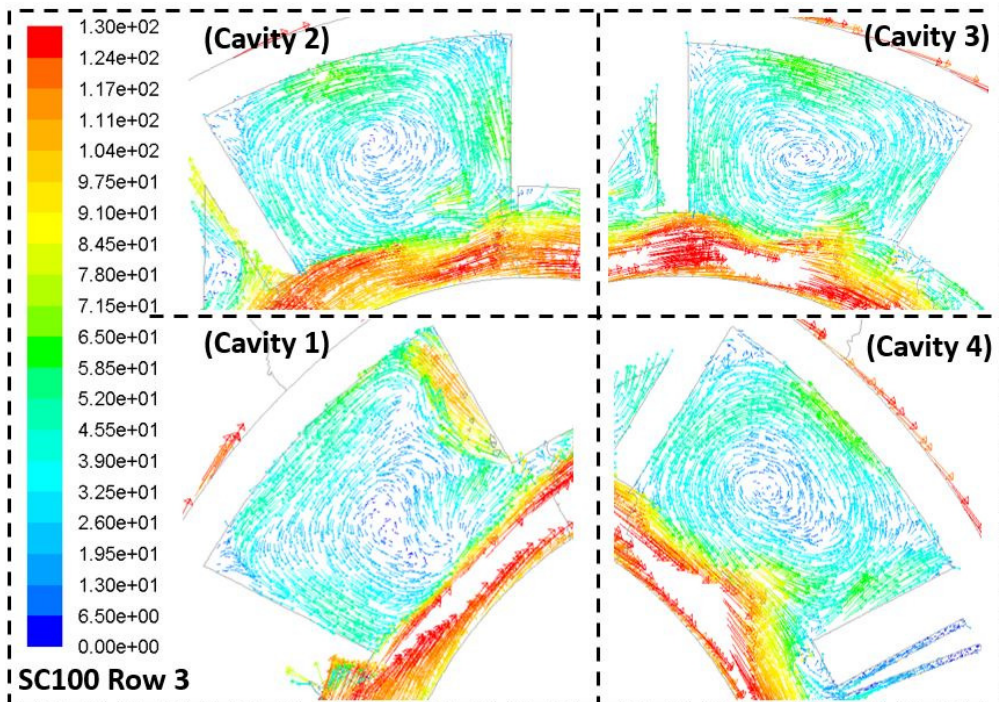 1.30e+02
1.24e+02
1.17e+02
1.11e+02
1.04e+02
9.75e+01
9.10e+01
8.45e+01
7.80e+01
7.15e+01
6.50e+01
5.85e+01
5.20e+01
4.55e+01
3.90e+01
3.25e+01
2.60e+01
1.95e+01
1.30e+01
6.50e+00
0.00e+00
SC100 Row 3
(Cavity 2)
(Cavity 3)
(Cavity 1)
(Cavity 4)